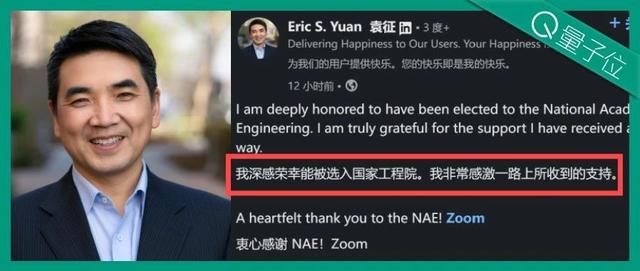 量子位
Eric S. Yuan 袁征 in • 3 度+
Delivering Happiness to Our Users. Your Happiness
为我们的用户提供快乐。您的快乐即是我的快乐。
12 小时前 •
I am deeply honored to have been elected to the National Acad
Engineering. I am truly grateful for the support I have received a
way.
我深感荣幸能被选入国家工程院。我非常感激一路上所收到的支持。
A heartfelt thank you to the NAE! Zoom
衷心感谢 NAE！Zoom